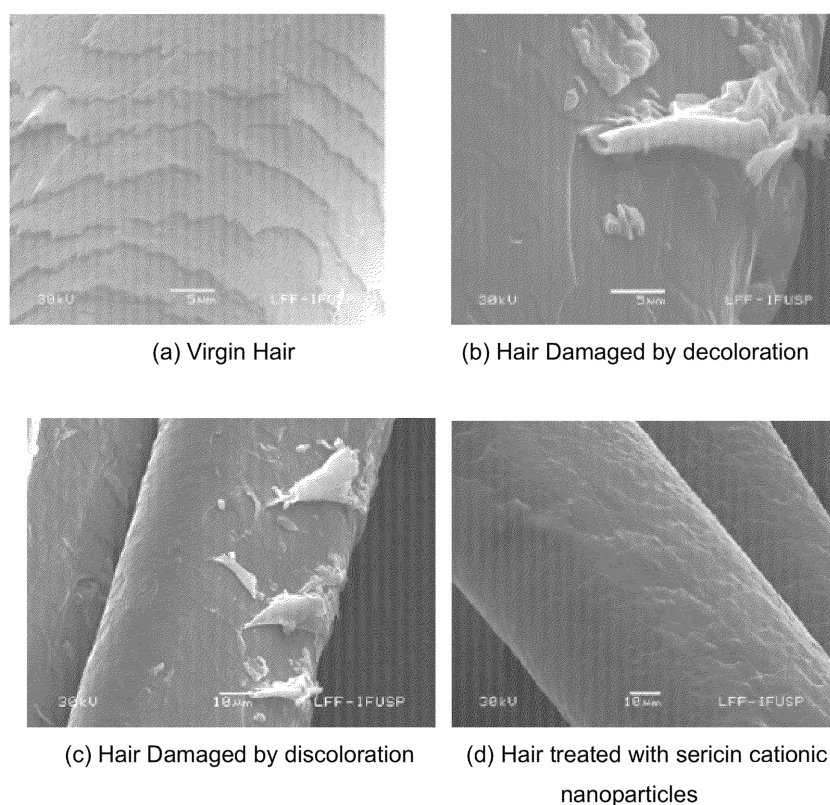 30kV 5μm LFF-IFUSP
30kV 5μm LFF-IFUSP
(a) Virgin Hair
(b) Hair Damaged by decoloration
30kV 10μm LFF-IFUSP
30kV 10μm LFF-IFUSP
(c) Hair Damaged by discoloration
(d) Hair treated with sericin cationic
nanoparticles